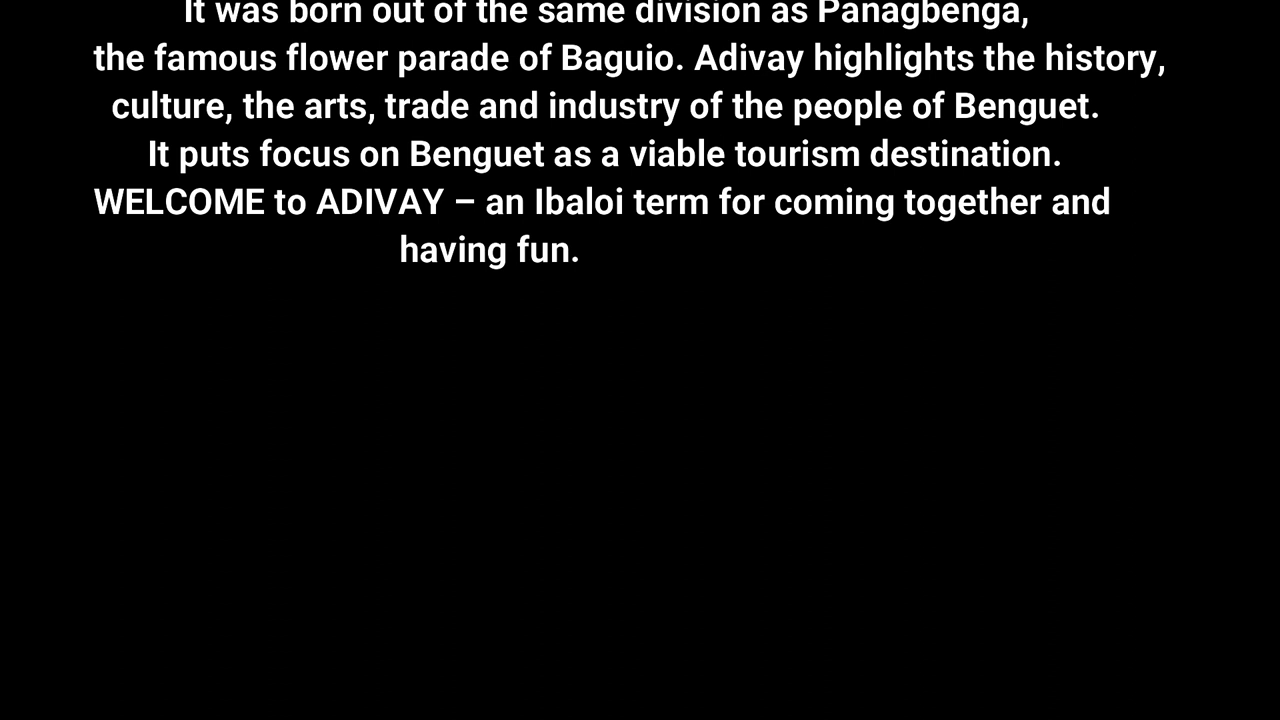 It was born out of the same division as Panagbenga,
the famous flower parade of Baguio. Adivay highlights the history,
culture, the arts, trade and industry of the people of Benguet.
It puts focus on Benguet as a viable tourism destination.
WELCOME to ADIVAY – an Ibaloi term for coming together and
having fun.